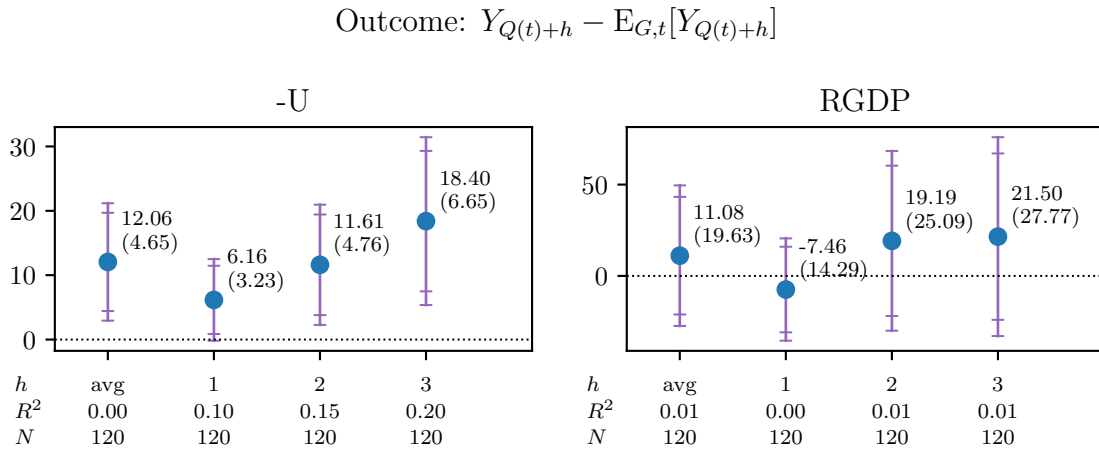 Outcome: Y_{Q(t)+h} − E_{G,t}[Y_{Q(t)+h}]
-U
30
20
10
0
12.06
(4.65)
6.16
(3.23)
11.61
(4.76)
18.40
(6.65)
h avg 1 2 3
R² 0.00 0.10 0.15 0.20
N 120 120 120 120
RGDP
50
0
11.08
(19.63)
-7.46
(14.29)
19.19
(25.09)
21.50
(27.77)
h avg 1 2 3
R² 0.01 0.00 0.01 0.01
N 120 120 120 120